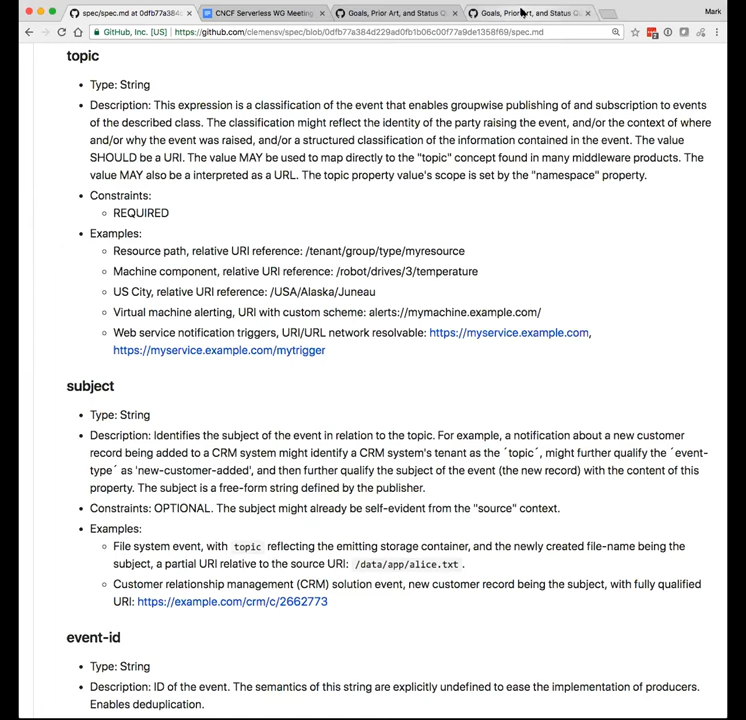 spec/spec.md at 0dfb77a384d
CNCF Serverless WG Meeting
Goals, Prior Art, and Status Q
Goals, Prior Art, and Status Q
Mark
GitHub, Inc. [US] https://github.com/clemensv/spec/blob/0dfb77a384d229ad0fb1b06c00f77a9de1358f69/spec.md
topic
• Type: String
• Description: This expression is a classification of the event that enables groupwise publishing of and subscription to events
of the described class. The classification might reflect the identity of the party raising the event, and/or the context of where
and/or why the event was raised, and/or a structured classification of the information contained in the event. The value
SHOULD be a URI. The value MAY be used to map directly to the "topic" concept found in many middleware products. The
value MAY also be a interpreted as a URL. The topic property value's scope is set by the "namespace" property.
• Constraints:
○ REQUIRED
• Examples:
○ Resource path, relative URI reference: /tenant/group/type/myresource
○ Machine component, relative URI reference: /robot/drives/3/temperature
○ US City, relative URI reference: /USA/Alaska/Juneau
○ Virtual machine alerting, URI with custom scheme: alerts://mymachine.example.com/
○ Web service notification triggers, URI/URL network resolvable: https://myservice.example.com,
https://myservice.example.com/mytrigger
subject
• Type: String
• Description: Identifies the subject of the event in relation to the topic. For example, a notification about a new customer
record being added to a CRM system might identify a CRM system's tenant as the ´topic´, might further qualify the ´event-
type´ as 'new-customer-added', and then further qualify the subject of the event (the new record) with the content of this
property. The subject is a free-form string defined by the publisher.
• Constraints: OPTIONAL. The subject might already be self-evident from the "source" context.
• Examples:
○ File system event, with topic reflecting the emitting storage container, and the newly created file-name being the
subject, a partial URI relative to the source URI: /data/app/alice.txt .
○ Customer relationship management (CRM) solution event, new customer record being the subject, with fully qualified
URI: https://example.com/crm/c/2662773
event-id
• Type: String
• Description: ID of the event. The semantics of this string are explicitly undefined to ease the implementation of producers.
Enables deduplication.